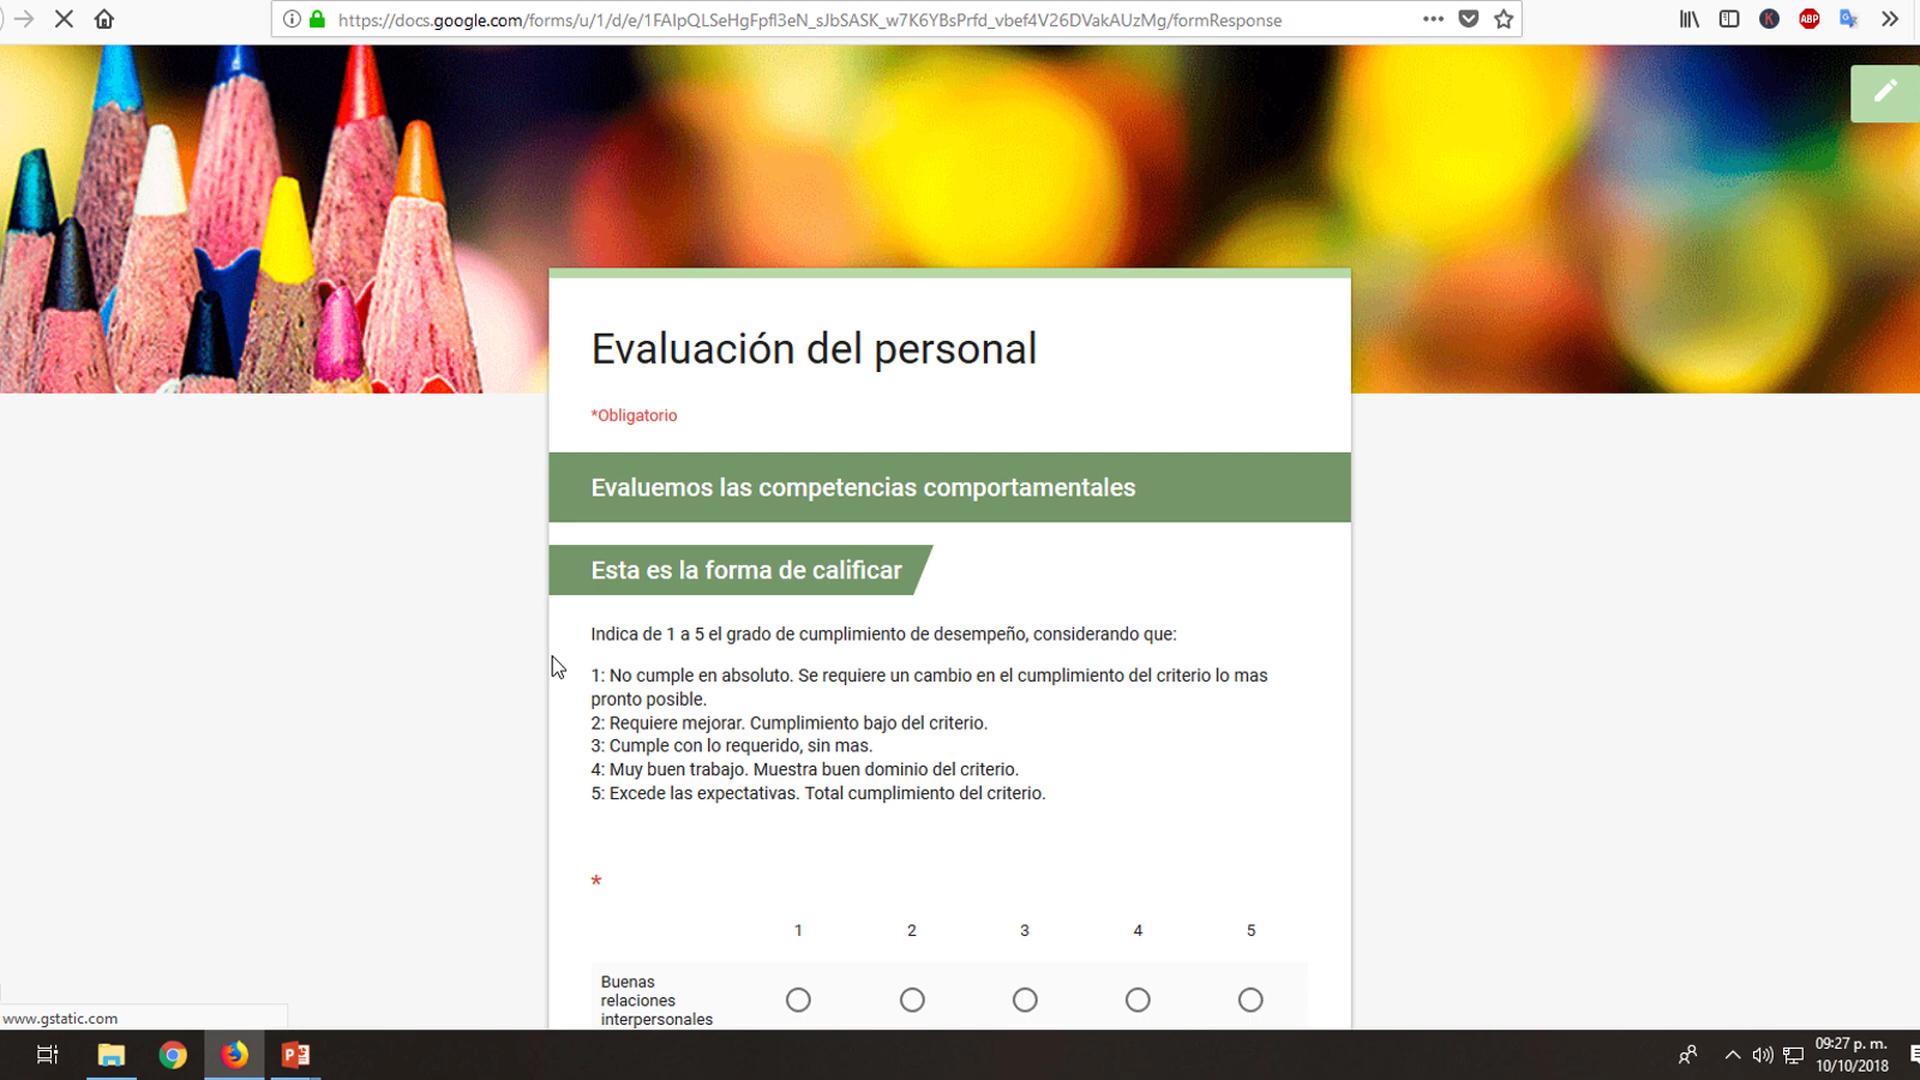 https://docs.google.com/forms/u/1/d/e/1FAIpQLSeHgFpfl3eN_sJbSASK_w7K6YBsPrfd_vbef4V26DVakAUzMg/formResponse
K
ABP
Evaluación del personal
*Obligatorio
Evaluemos las competencias comportamentales
Esta es la forma de calificar
Indica de 1 a 5 el grado de cumplimiento de desempeño, considerando que:
1: No cumple en absoluto. Se requiere un cambio en el cumplimiento del criterio lo mas
pronto posible.
2: Requiere mejorar. Cumplimiento bajo del criterio.
3: Cumple con lo requerido, sin mas.
4: Muy buen trabajo. Muestra buen dominio del criterio.
5: Excede las expectativas. Total cumplimiento del criterio.
*
1 2 3 4 5
Buenas
relaciones
interpersonales
www.gstatic.com
09:27 p. m.
10/10/2018